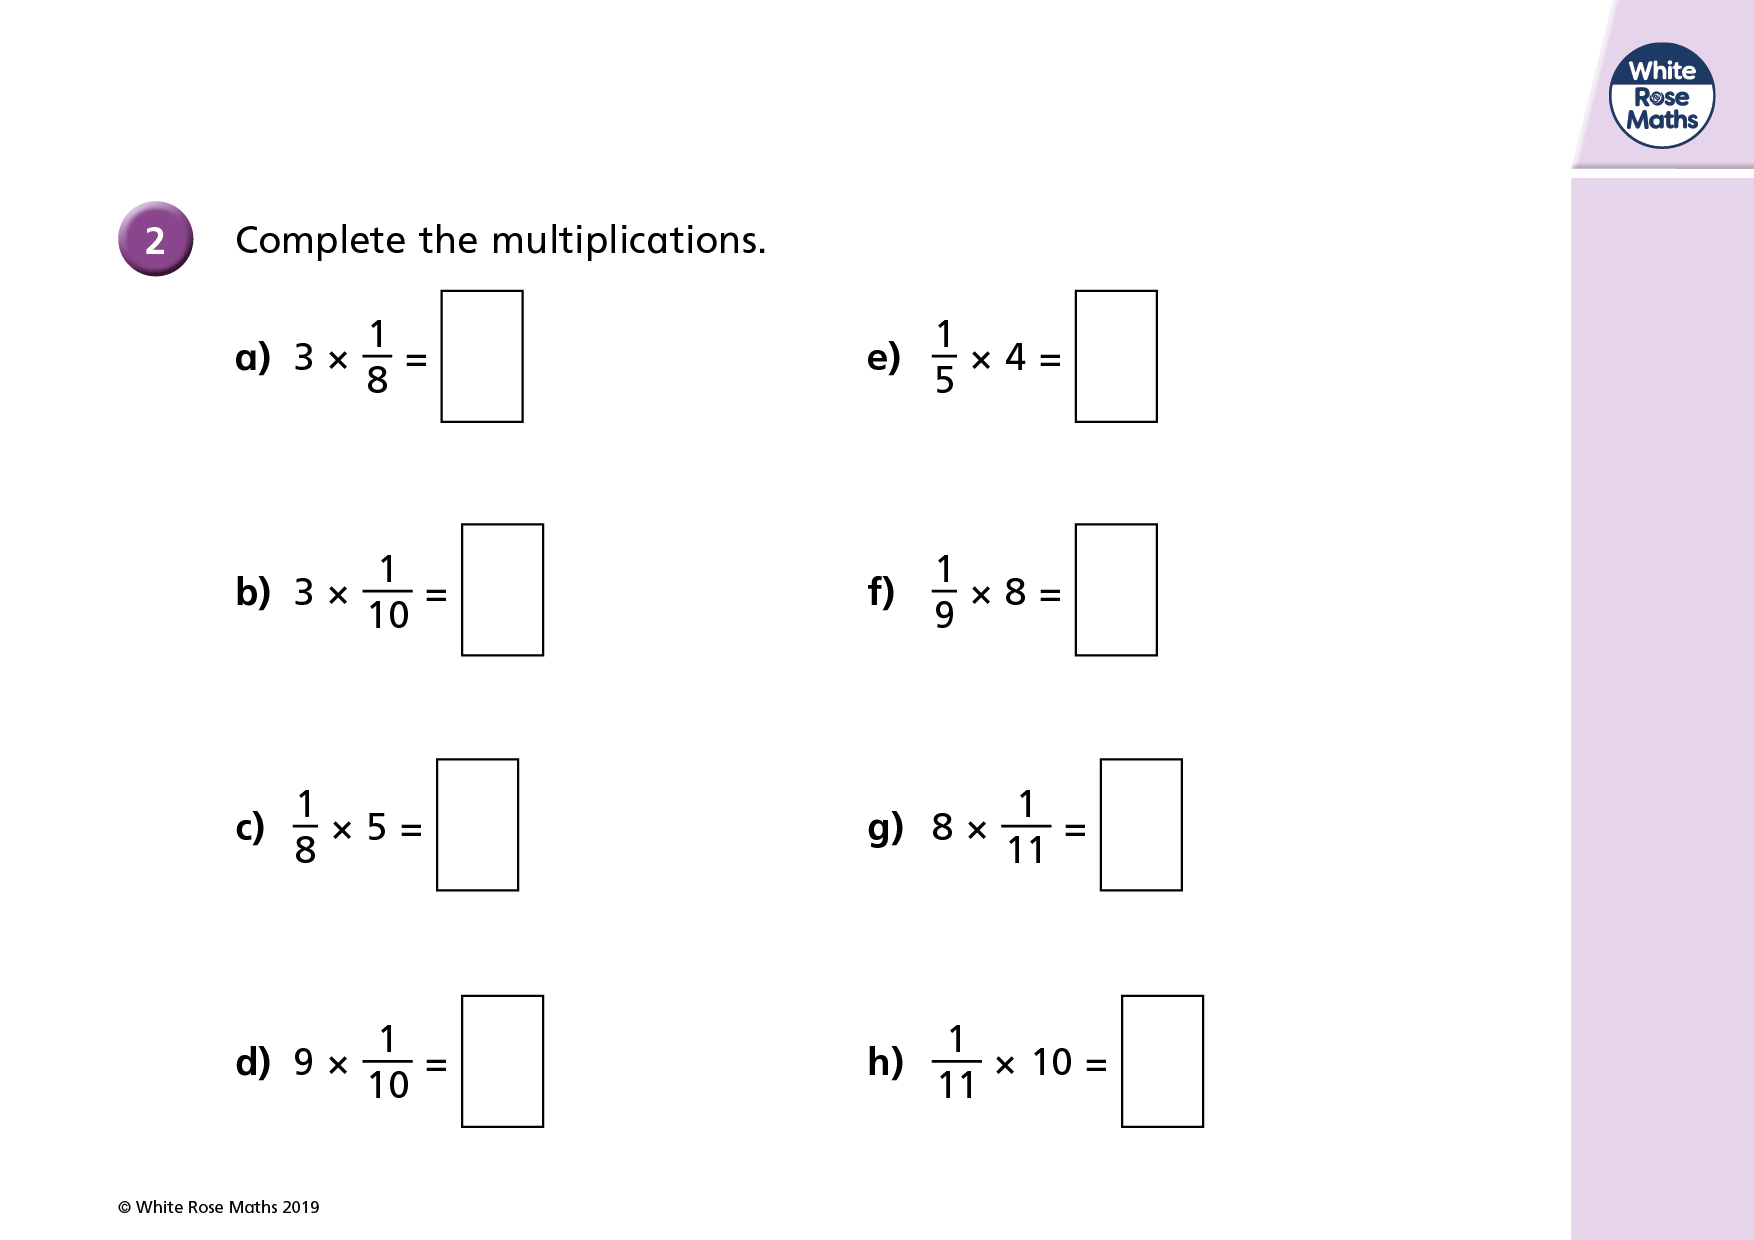 White
Rose
Maths
2 Complete the multiplications.
a) 3 × 1/8 =
b) 3 × 1/10 =
c) 1/8 × 5 =
d) 9 × 1/10 =
e) 1/5 × 4 =
f) 1/9 × 8 =
g) 8 × 1/11 =
h) 1/11 × 10 =
© White Rose Maths 2019